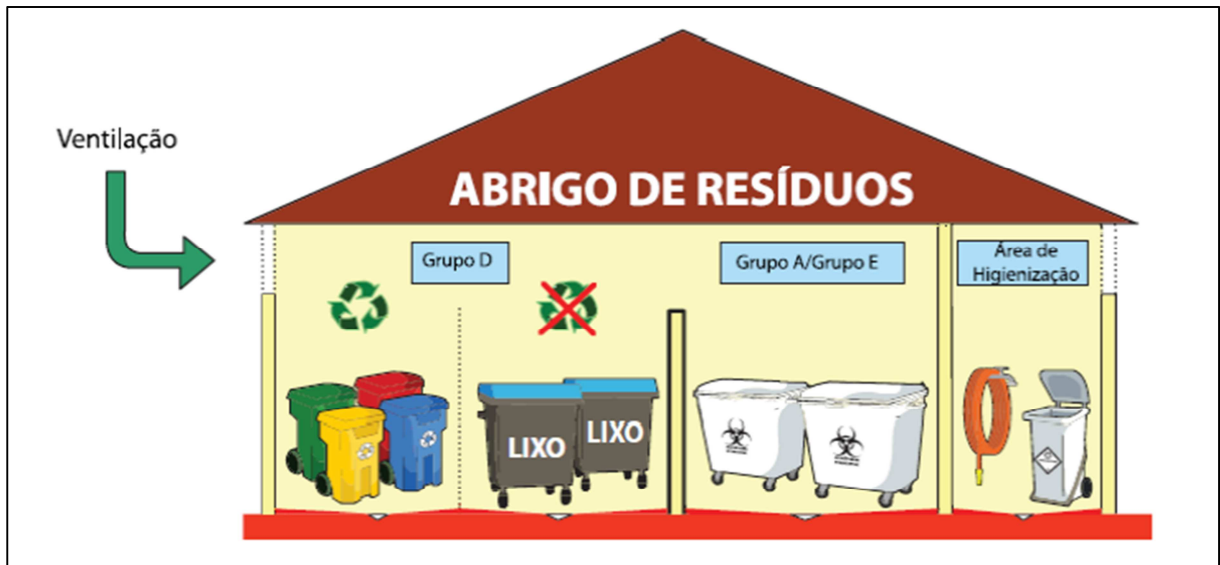 Ventilação
ABRIGO DE RESÍDUOS
Grupo D
Grupo A/Grupo E
Área de
Higienização
LIXO
LIXO